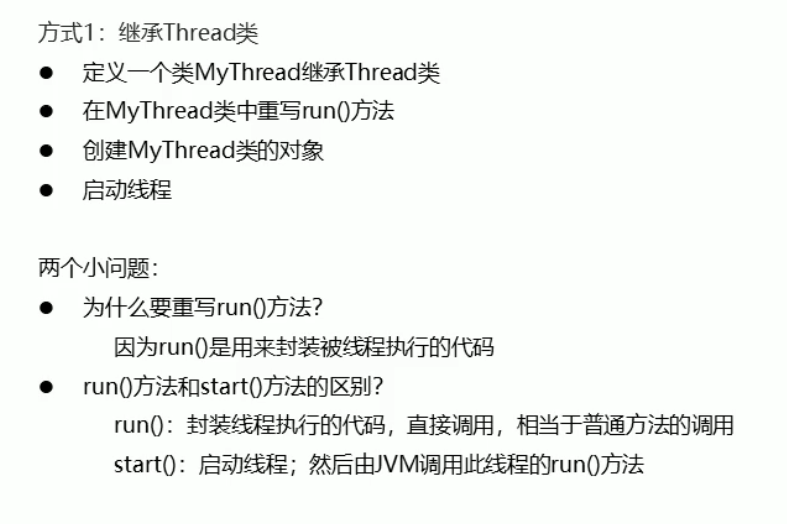 方式1：继承Thread类
● 定义一个类MyThread继承Thread类
● 在MyThread类中重写run()方法
● 创建MyThread类的对象
● 启动线程
两个小问题：
● 为什么要重写run()方法？
因为run()是用来封装被线程执行的代码
● run()方法和start()方法的区别？
run()：封装线程执行的代码，直接调用，相当于普通方法的调用
start()：启动线程；然后由JVM调用此线程的run()方法